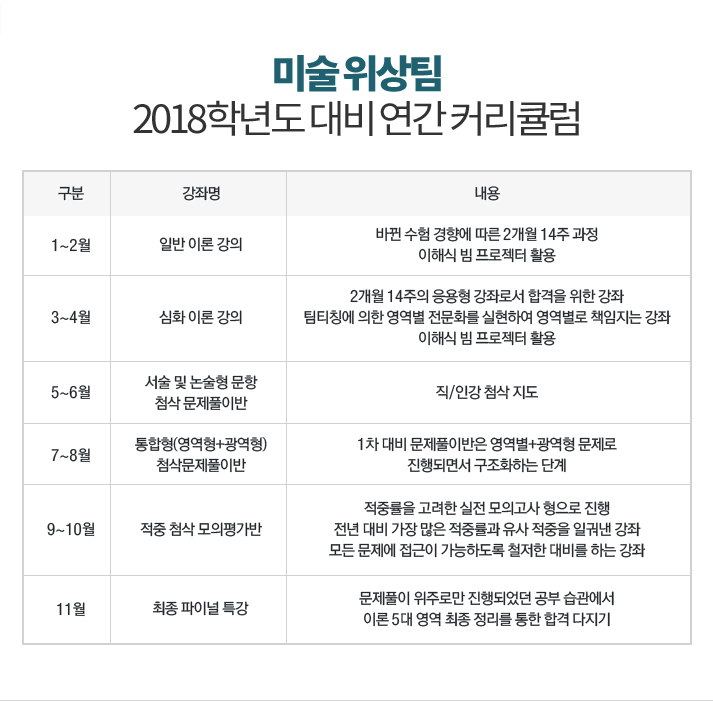 미술 위상팀
2018학년도 대비 연간 커리큘럼
구분 강좌명 내용
1~2월 일반 이론 강의 바뀐 수험 경향에 따른 2개월 14주 과정
이해식 빔 프로젝터 활용
3~4월 심화 이론 강의 2개월 14주의 응용형 강좌로서 합격을 위한 강좌
팀티칭에 의한 영역별 전문화를 실현하여 영역별로 책임지는 강좌
이해식 빔 프로젝터 활용
5~6월 서술 및 논술형 문항
첨삭 문제풀이반
직/인강 첨삭 지도
7~8월 통합형(영역형+광역형)
첨삭문제풀이반
1차 대비 문제풀이반은 영역별+광역형 문제로
진행되면서 구조화하는 단계
9~10월 적중 첨삭 모의평가반 적중률을 고려한 실전 모의고사 형으로 진행
전년 대비 가장 많은 적중률과 유사 적중을 일궈낸 강좌
모든 문제에 접근이 가능하도록 철저한 대비를 하는 강좌
11월 최종 파이널 특강 문제풀이 위주로만 진행되었던 공부 습관에서
이론 5대 영역 최종 정리를 통한 합격 다지기